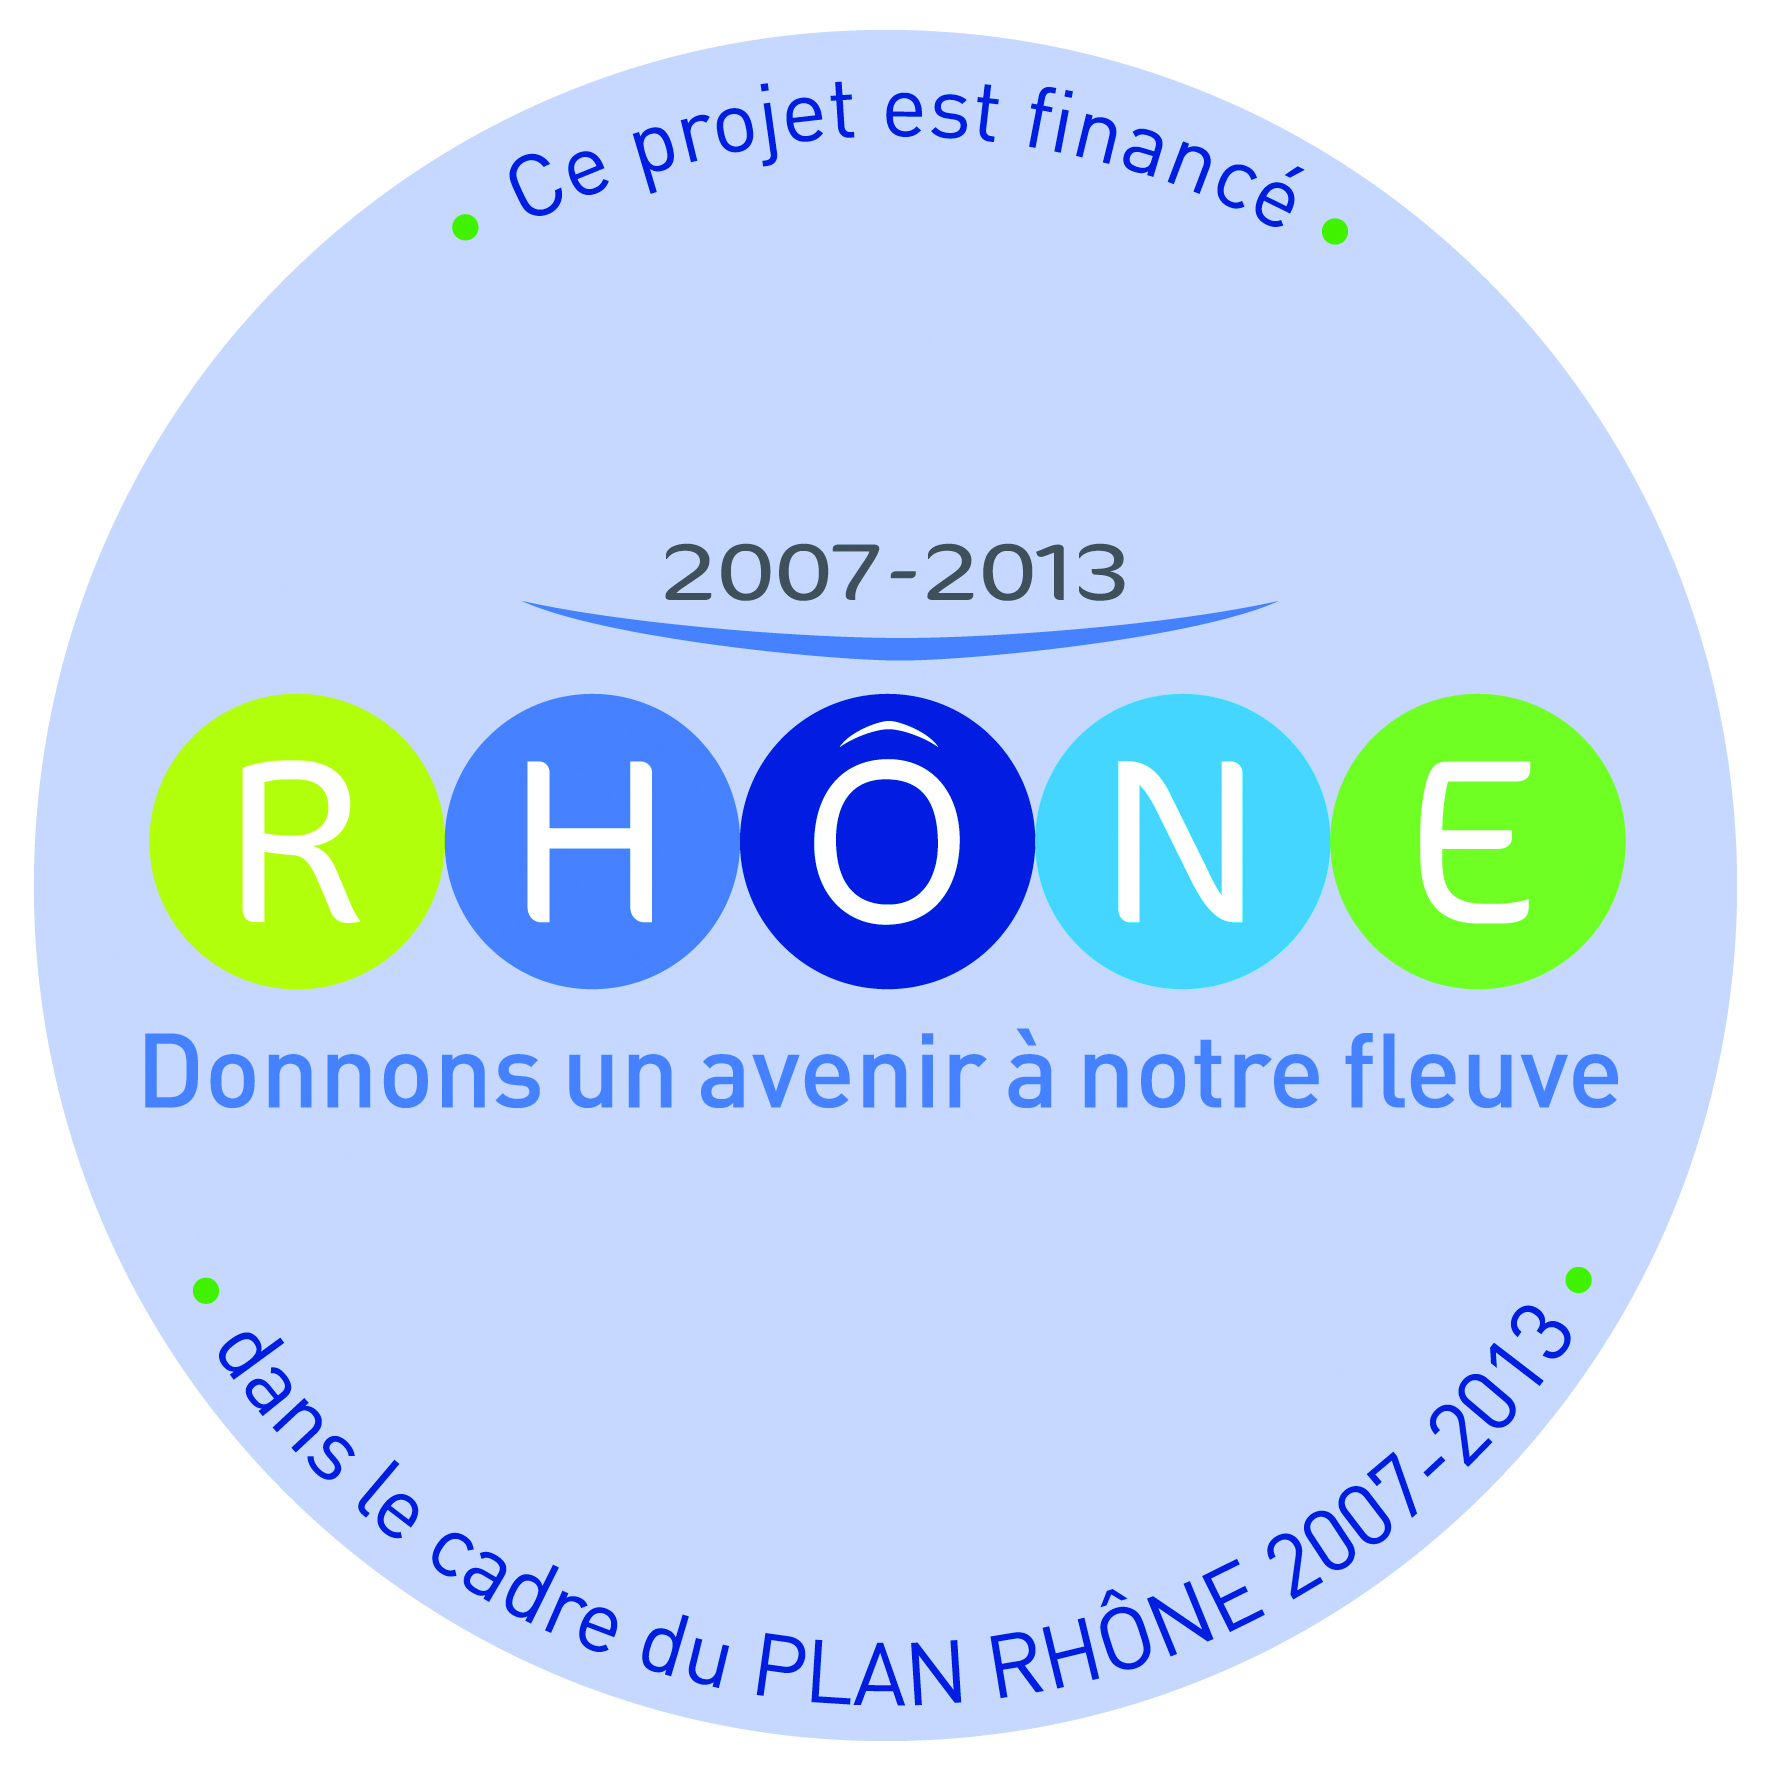 Ce projet est financé
2007-2013
RHÔNE
Donnons un avenir à notre fleuve
dans le cadre du PLAN RHÔNE 2007-2013